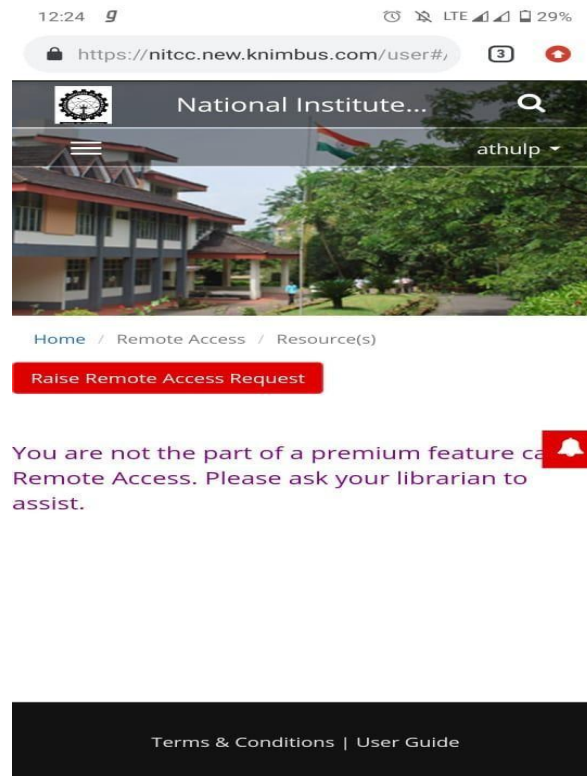 12:24 g LTE 29%
https://nitcc.new.knimbus.com/user#/ 3
National Institute...
athulp
Home / Remote Access / Resource(s)
Raise Remote Access Request
You are not the part of a premium feature ca
Remote Access. Please ask your librarian to
assist.
Terms & Conditions | User Guide